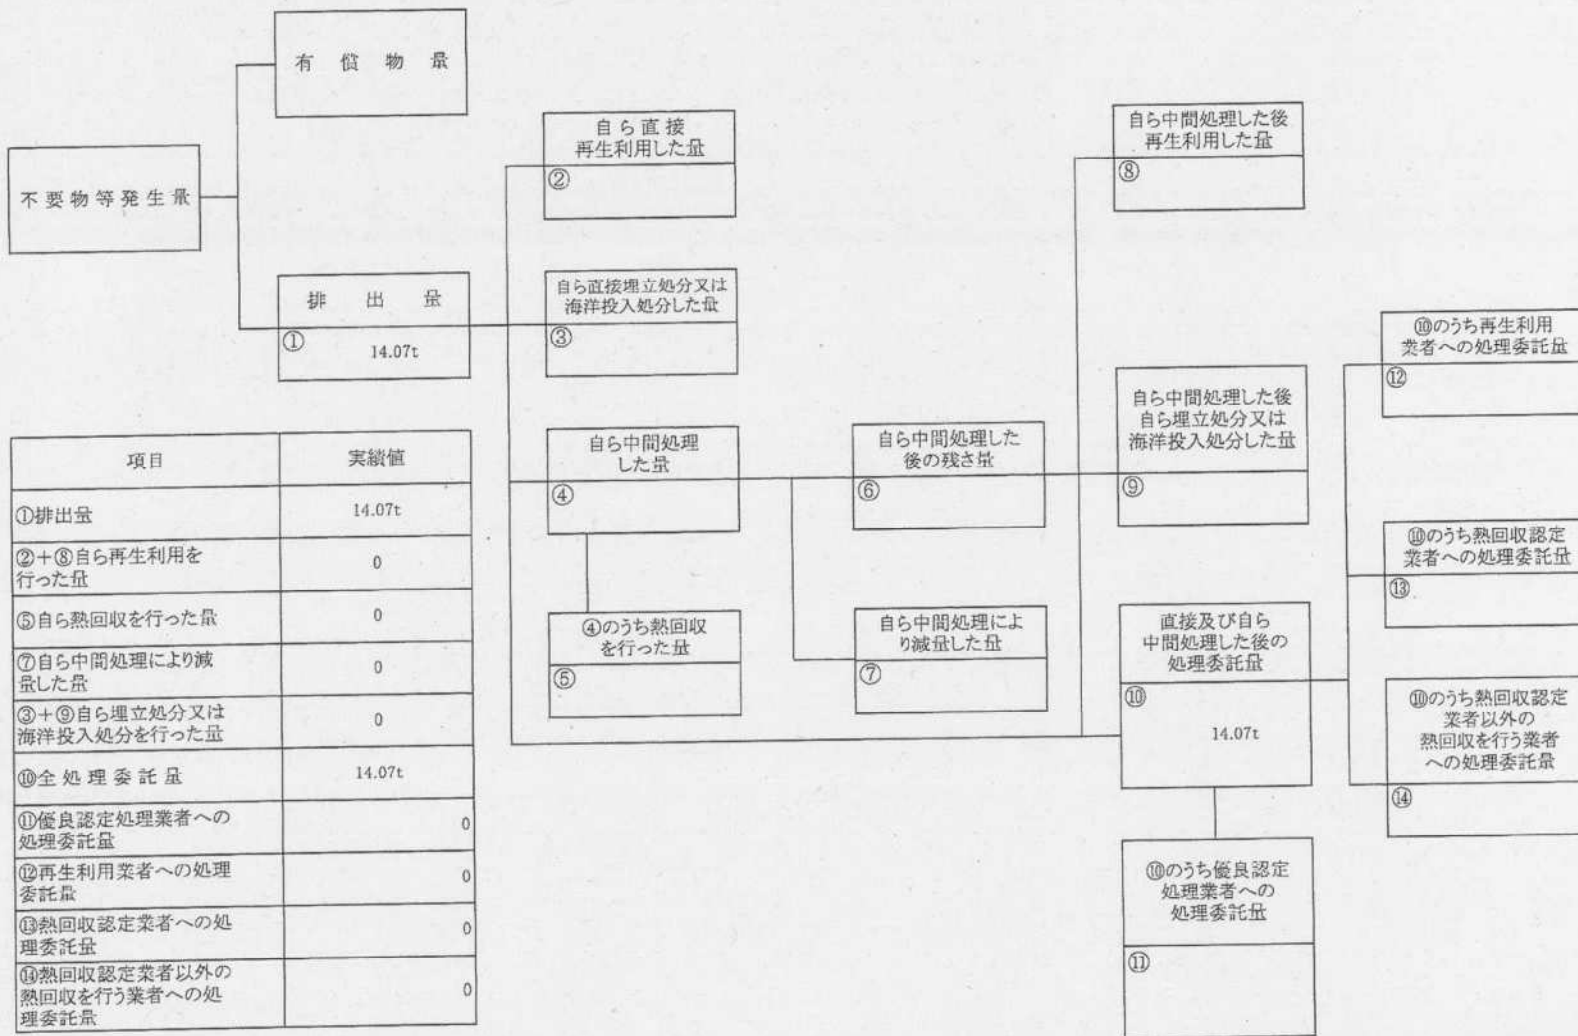 有償物量
不要物等発生量
排出量
①
14.07t
自ら直接
再生利用した量
②
自ら直接埋立処分又は
海洋投入処分した量
③
自ら中間処理
した量
④
④のうち熱回収
を行った量
⑤
自ら中間処理した
後の残さ量
⑥
自ら中間処理によ
り減量した量
⑦
自ら中間処理した後
再生利用した量
⑧
自ら中間処理した後
自ら埋立処分又は
海洋投入処分した量
⑨
直接及び自ら
中間処理した後の
処理委託量
⑩
14.07t
⑩のうち優良認定
処理業者への
処理委託量
⑪
⑩のうち再生利用
業者への処理委託量
⑫
⑩のうち熱回収認定
業者への処理委託量
⑬
⑩のうち熱回収認定
業者以外の
熱回収を行う業者
への処理委託量
⑭
項目 実績値
①排出量 14.07t
②+⑧自ら再生利用を
行った量 0
⑤自ら熱回収を行った量 0
⑦自ら中間処理により減
量した量 0
③+⑨自ら埋立処分又は
海洋投入処分を行った量 0
⑩全処理委託量 14.07t
⑪優良認定処理業者への
処理委託量 0
⑫再生利用業者への処理
委託量 0
⑬熱回収認定業者への処
理委託量 0
⑭熱回収認定業者以外の
熱回収を行う業者への処
理委託量 0